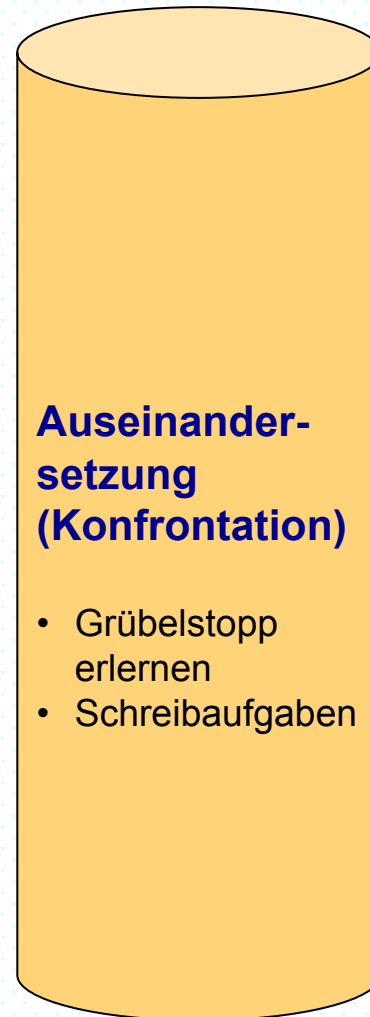 Auseinander-
setzung
(Konfrontation)
• Grübelstopp
erlernen
• Schreibaufgaben